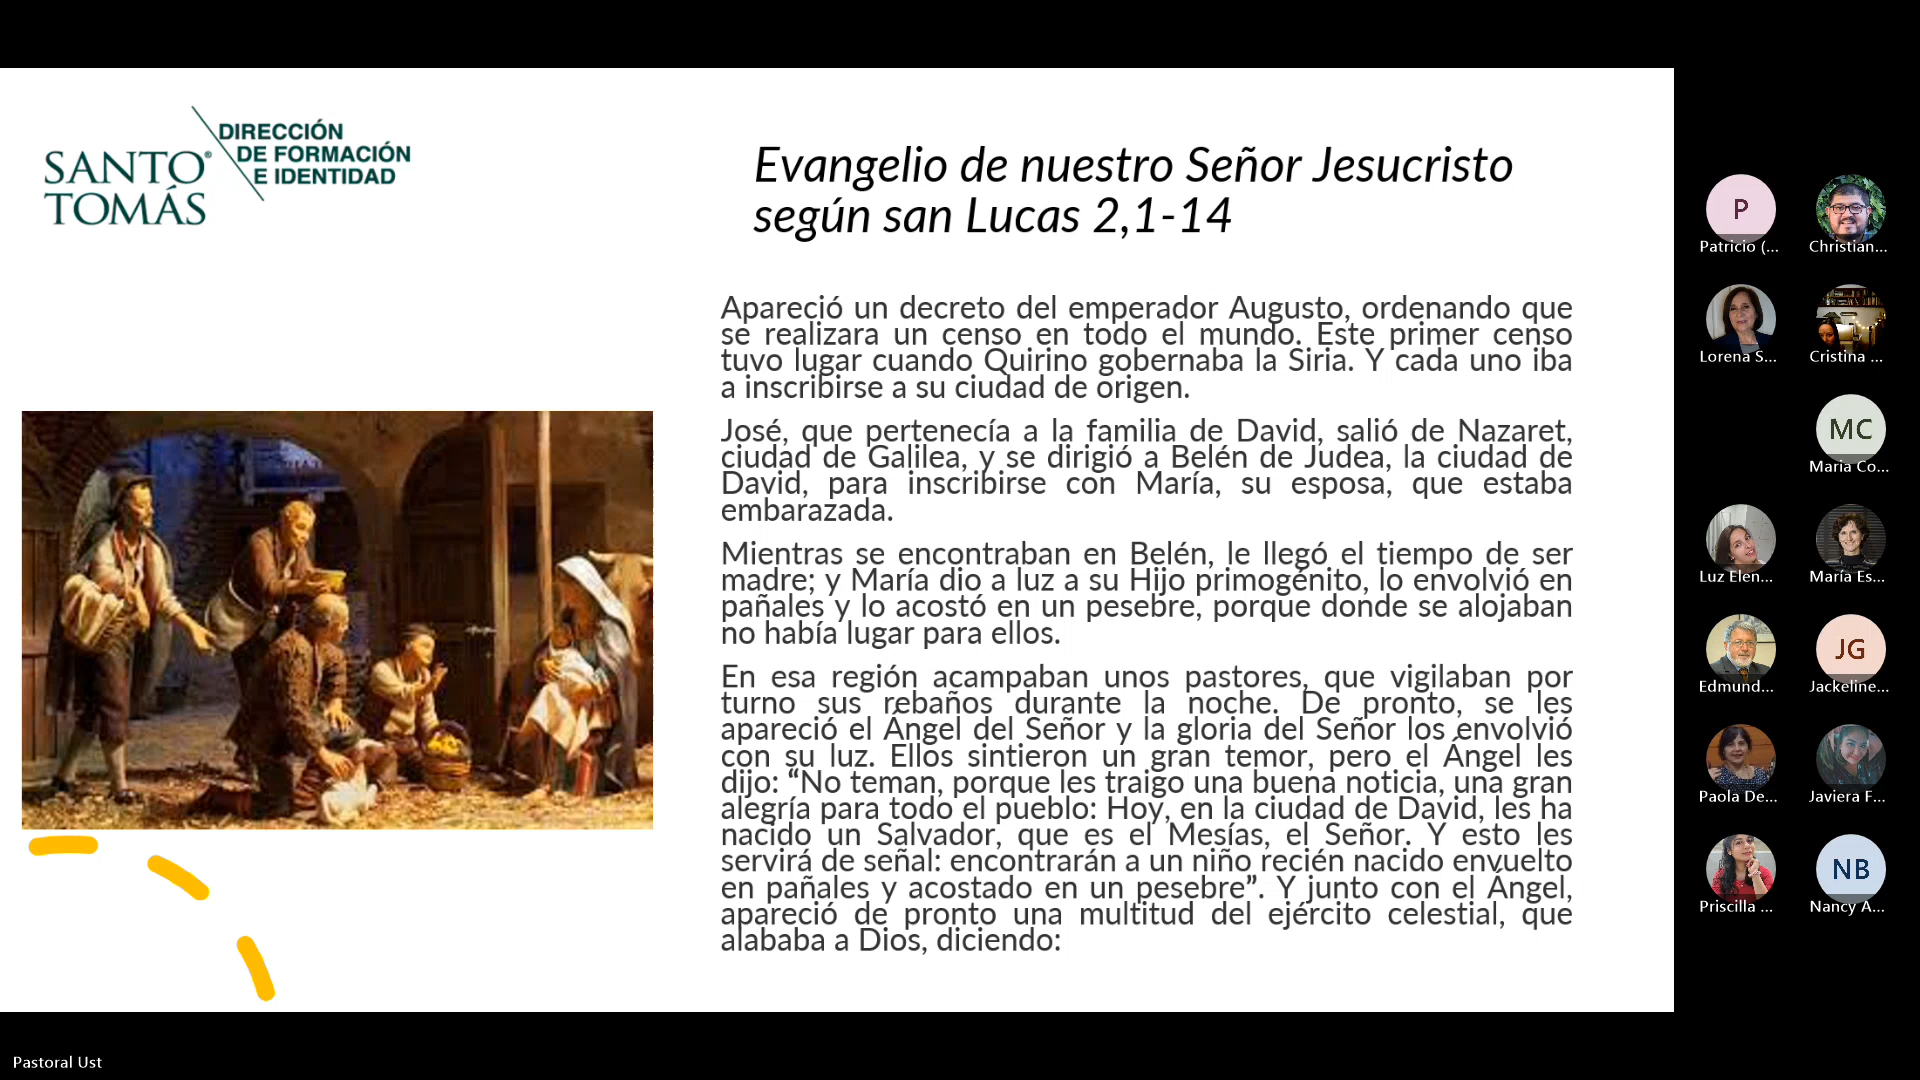 SANTO
TOMÁS
DIRECCIÓN
DE FORMACIÓN
E IDENTIDAD
Evangelio de nuestro Señor Jesucristo
según san Lucas 2,1-14
Apareció un decreto del emperador Augusto, ordenando que
se realizara un censo en todo el mundo. Este primer censo
tuvo lugar cuando Quirino gobernaba la Siria. Y cada uno iba
a inscribirse a su ciudad de origen.
José, que pertenecía a la familia de David, salió de Nazaret,
ciudad de Galilea, y se dirigió a Belén de Judea, la ciudad de
David, para inscribirse con María, su esposa, que estaba
embarazada.
Mientras se encontraban en Belén, le llegó el tiempo de ser
madre; y María dio a luz a su Hijo primogénito, lo envolvió en
pañales y lo acostó en un pesebre, porque donde se alojaban
no había lugar para ellos.
En esa región acampaban unos pastores, que vigilaban por
turno sus rebaños durante la noche. De pronto, se les
apareció el Ángel del Señor y la gloria del Señor los envolvió
con su luz. Ellos sintieron un gran temor, pero el Ángel les
dijo: “No teman, porque les traigo una buena noticia, una gran
alegría para todo el pueblo: Hoy, en la ciudad de David, les ha
nacido un Salvador, que es el Mesías, el Señor. Y esto les
servirá de señal: encontrarán a un niño recién nacido envuelto
en pañales y acostado en un pesebre”. Y junto con el Ángel,
apareció de pronto una multitud del ejército celestial, que
alababa a Dios, diciendo:
P
Patricio (...
Christian...
Lorena S...
Cristina ...
MC
Maria Co...
Luz Elen...
María Es...
Edmund...
JG
Jackeline...
Paola De...
Javiera F...
Priscilla ...
NB
Nancy A...
Pastoral Ust